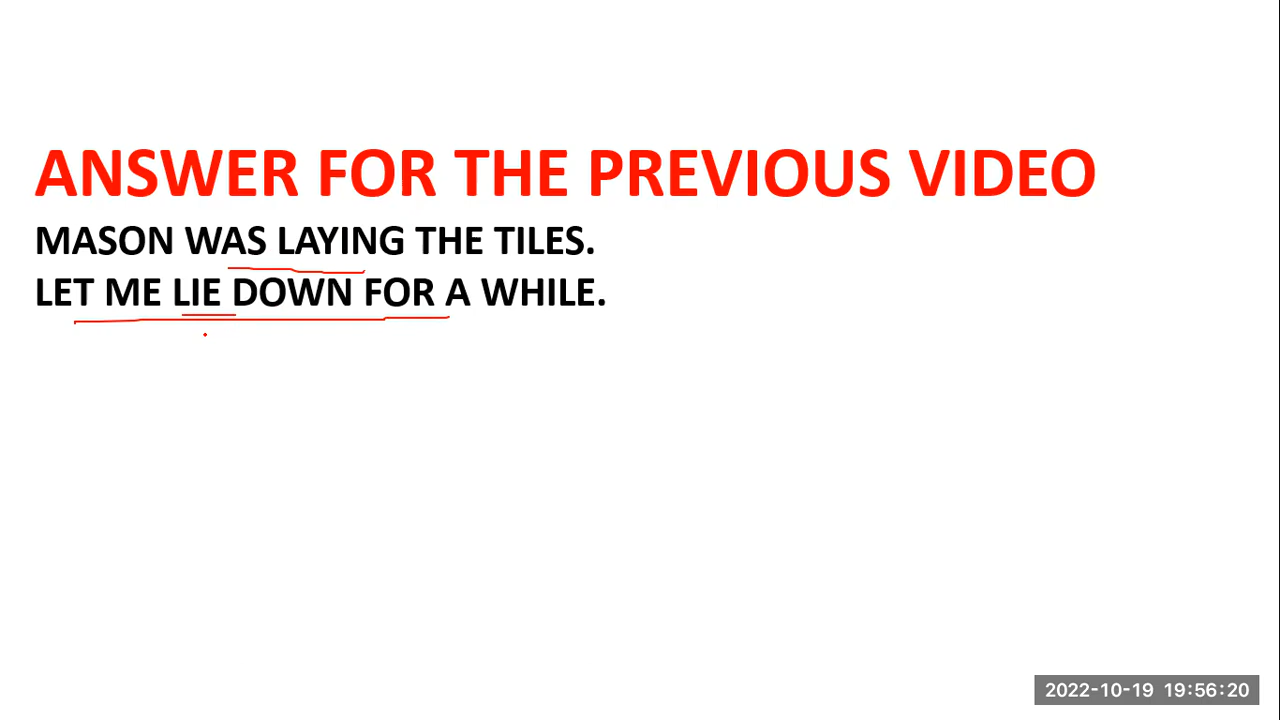 ANSWER FOR THE PREVIOUS VIDEO
MASON WAS LAYING THE TILES.
LET ME LIE DOWN FOR A WHILE.
2022-10-19 19:56:20